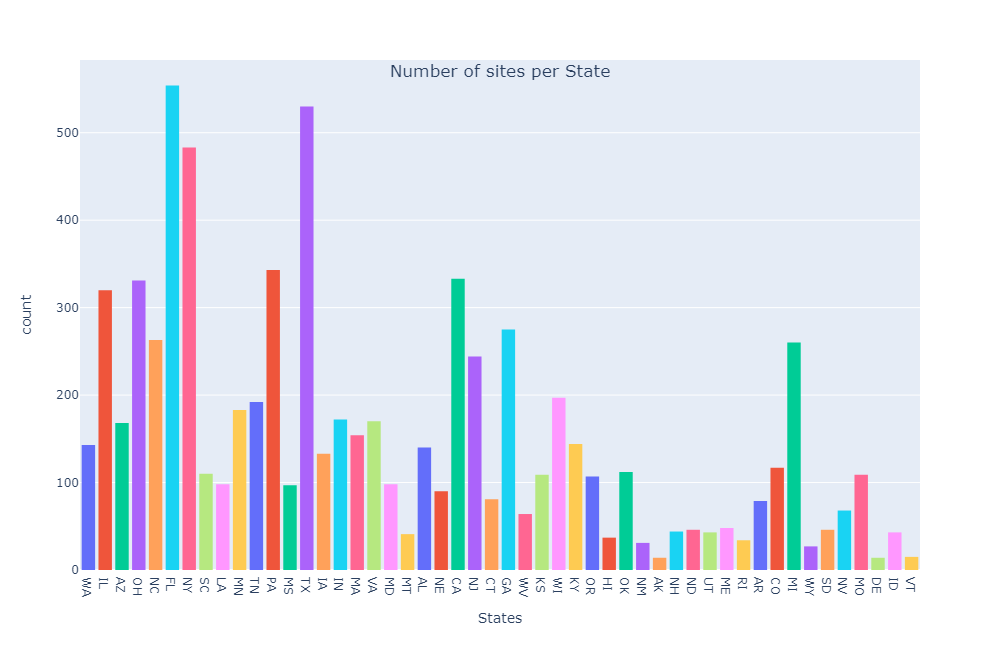 Number of sites per State
500
400
300
200
100
0
count
WA IL AZ OH NC FL NY SC LA MN TN PA MS TX IA IN MA VA MD MT AL NE CA CT NJ GA WV KS WI KY OR HI OK NM AK NH ND UT ME RI AR CO MI WY SD NV MO DE ID VT
States